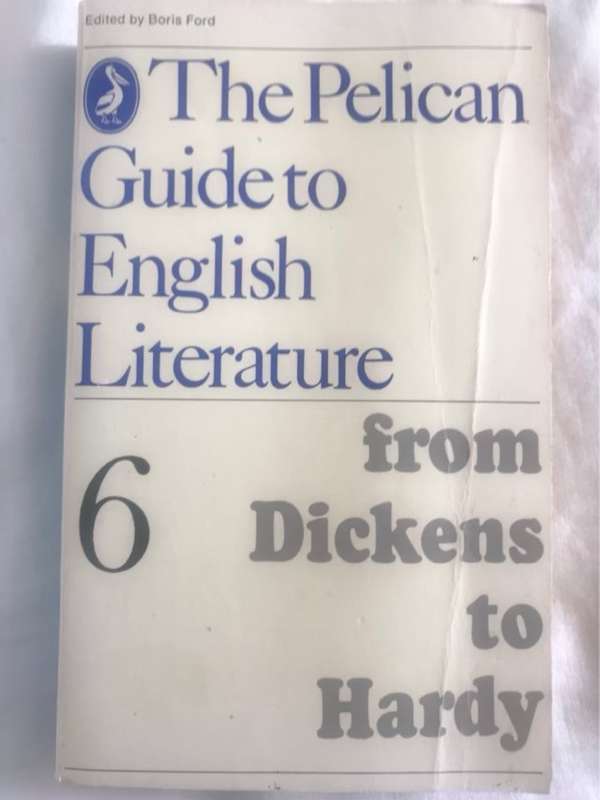 Edited by Boris Ford
The Pelican
Guide to
English
Literature
6
from
Dickens
to
Hardy